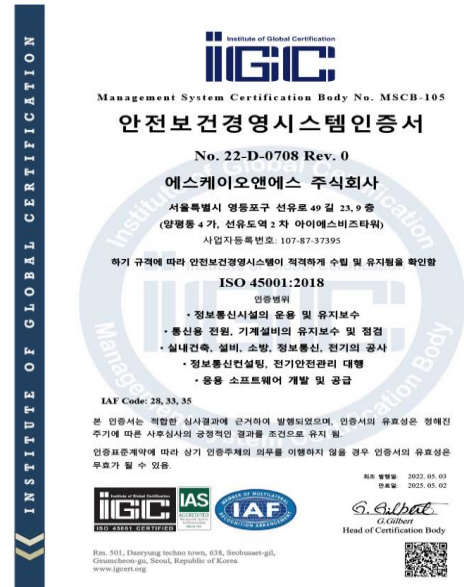 INSTITUTE OF GLOBAL CERTIFICATION
Institute of Global Certification
iGC
Management System Certification Body No. MSCB-105
안전보건경영시스템인증서
No. 22-D-0708 Rev. 0
에스케이오앤에스 주식회사
서울특별시 영등포구 선유로 49 길 23, 9 층
(양평동 4 가, 선유도역 2 차 아이에스비즈타워)
사업자등록번호: 107-87-37395
하기 규격에 따라 안전보건경영시스템이 적격하게 수립 및 유지됨을 확인함
ISO 45001:2018
인증범위
· 정보통신시설의 운용 및 유지보수
· 통신용 전원, 기계설비의 유지보수 및 점검
· 실내건축, 설비, 소방, 정보통신, 전기의 공사
· 정보통신컨설팅, 전기안전관리 대행
· 응용 소프트웨어 개발 및 공급
IAF Code: 28, 33, 35
본 인증서는 적합한 심사결과에 근거하여 발행되었으며, 인증서의 유효성은 정해진
주기에 따른 사후심사의 긍정적인 결과를 조건으로 유지 됨.
인증표준계약에 따라 상기 인증주체의 의무를 이행하지 않을 경우 인증서의 유효성은
무효가 될 수 있음.
최초 발행일: 2022. 05. 03
만료일: 2025. 05. 02
Institute of Global Certification
iGC
ISO 45001 CERTIFIED
IAS
ACCREDITED
MEMBER OF MULTILATERAL
IAF
RECOGNITION ARRANGEMENT
G. Gilbert
G.Gilbert
Head of Certification Body
Rm. 501, Daeryung techno town, 638, Seobusaet-gil,
Geumcheon-gu, Seoul, Republic of Korea
www.igcert.org